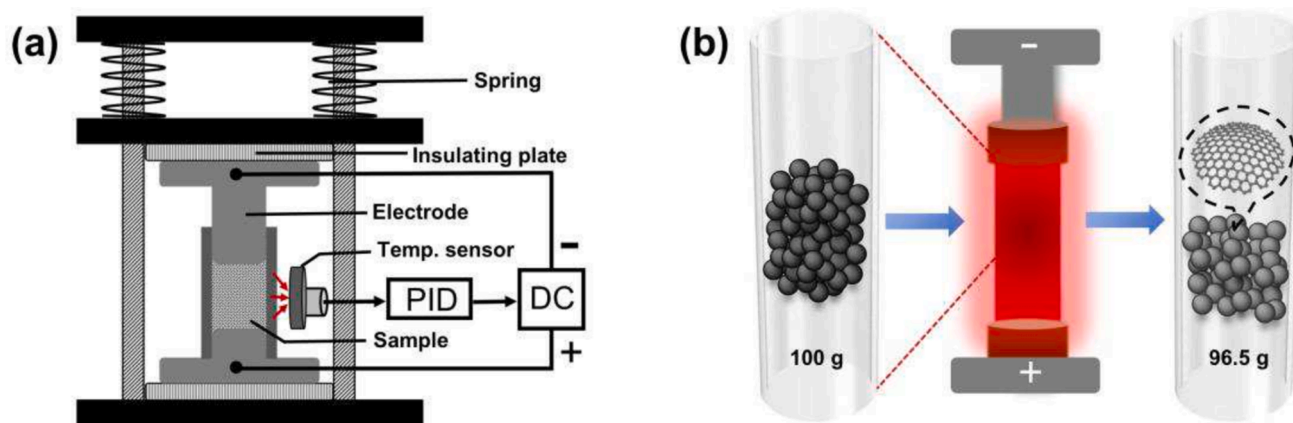 (a)
Spring
Insulating plate
Electrode
Temp. sensor
PID
DC
−
+
Sample
(b)
100 g
−
+
96.5 g